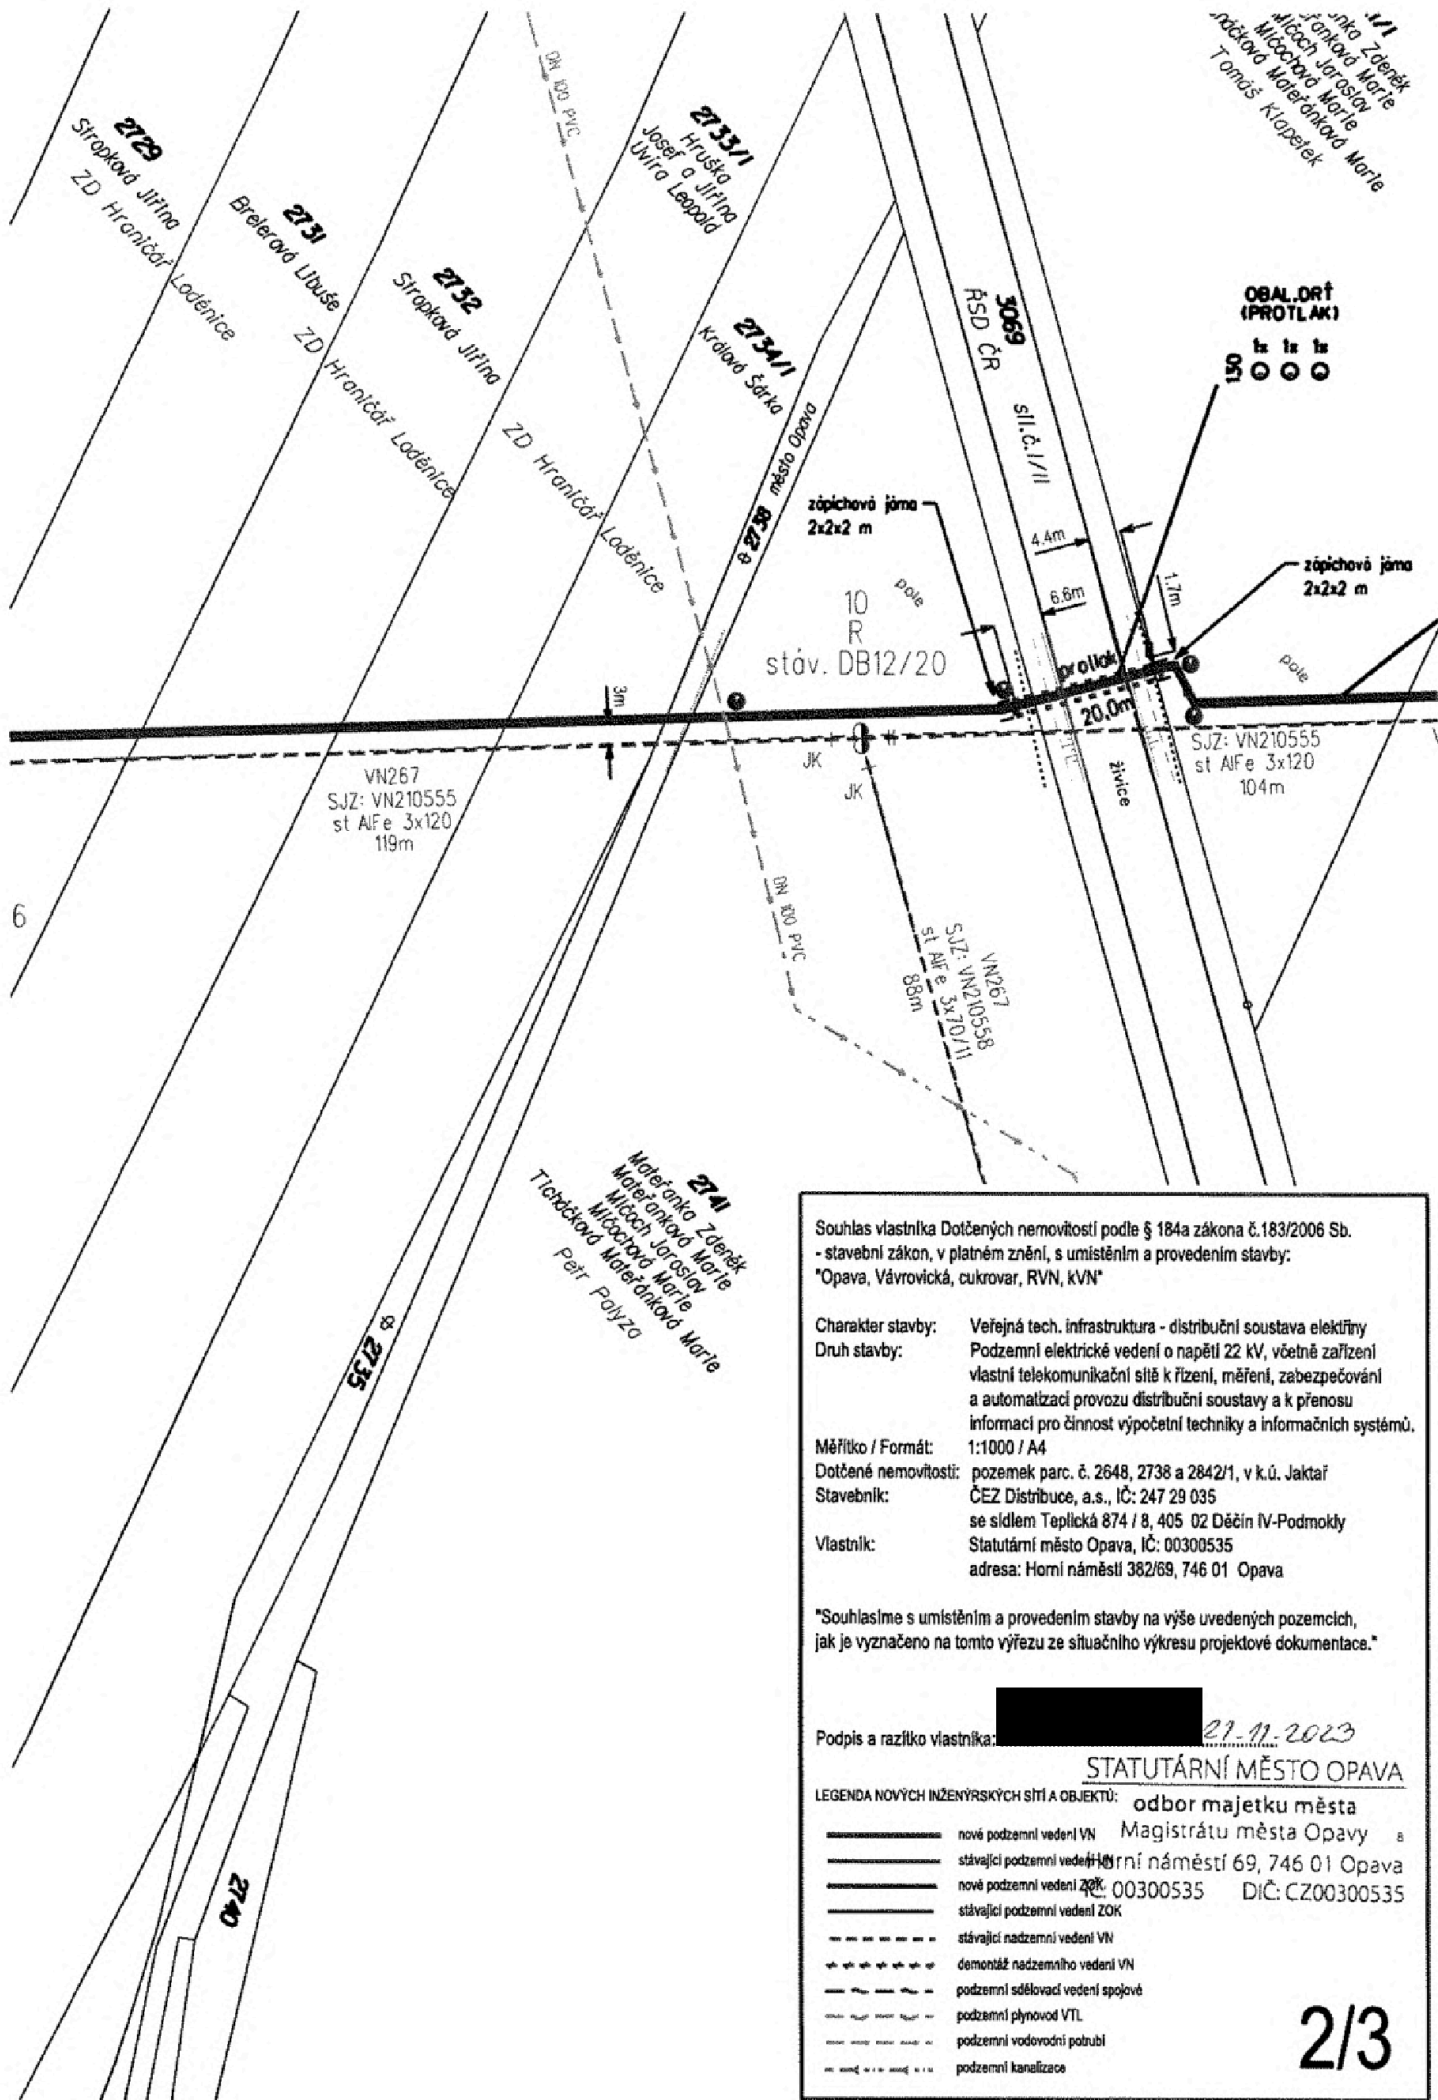 DN 100 PVC
2729
Stropková Jiřina
ZD Hraničář Loděnice
2731
Brelerová Libuše
ZD Hraničář Loděnice
2732
Stropková Jiřina
ZD Hraničář Loděnice
2733/1
Hruška
Josef a Jiřina
Uvíra Leopold
2734/1
Králová Šárka
2738 město Opava
3069
ŘSD ČR
sil.č.I/11
Zdeněk
Marie
Mičoch Jaroslav
Mičochová Marie
Mateřánková Marie
Tomáš Klapetek
OBAL.ORT
(PROTLAK)
1x 1x 1x
150
zápichová jáma
2x2x2 m
4.4m
6.6m
1.7m
zápichová jáma
2x2x2 m
pole
10
R
stáv. DB12/20
protlak
20,0m
pole
3m
JK
JK
živice
VN267
SJZ: VN210555
st AlFe 3x120
119m
SJZ: VN210555
st AlFe 3x120
104m
6
DN 100 PVC
VN267
SJZ: VN210558
st AlFe 3x70/11
88m
2741
Mateřanka Zdeněk
Mateřanková Marie
Mičoch Jaroslav
Mičochová Marie
Ticháčková Mateřánková Marie
Petr Palyza
2735
2740
Souhlas vlastníka Dotčených nemovitostí podle § 184a zákona č.183/2006 Sb.
- stavební zákon, v platném znění, s umístěním a provedením stavby:
"Opava, Vávrovická, cukrovar, RVN, kVN"
Charakter stavby: Veřejná tech. infrastruktura - distribuční soustava elektřiny
Druh stavby: Podzemní elektrické vedení o napětí 22 kV, včetně zařízení
vlastní telekomunikační sítě k řízení, měření, zabezpečování
a automatizaci provozu distribuční soustavy a k přenosu
informací pro činnost výpočetní techniky a informačních systémů.
Měřítko / Formát: 1:1000 / A4
Dotčené nemovitosti: pozemek parc. č. 2648, 2738 a 2842/1, v k.ú. Jaktař
Stavebník: ČEZ Distribuce, a.s., IČ: 247 29 035
se sídlem Teplická 874 / 8, 405 02 Děčín IV-Podmokly
Vlastník: Statutární město Opava, IČ: 00300535
adresa: Horní náměstí 382/69, 746 01 Opava
"Souhlasíme s umístěním a provedením stavby na výše uvedených pozemcích,
jak je vyznačeno na tomto výřezu ze situačního výkresu projektové dokumentace."
Podpis a razítko vlastníka: 27.11.2023
STATUTÁRNÍ MĚSTO OPAVA
odbor majetku města
Magistrátu města Opavy 8
Horní náměstí 69, 746 01 Opava
IČ: 00300535 DIČ: CZ00300535
LEGENDA NOVÝCH INŽENÝRSKÝCH SÍTÍ A OBJEKTŮ:
nové podzemní vedení VN
stávající podzemní vedení VN
nové podzemní vedení ZOK
stávající podzemní vedení ZOK
stávající nadzemní vedení VN
demontáž nadzemního vedení VN
podzemní sdělovací vedení spojové
podzemní plynovod VTL
podzemní vodovodní potrubí
podzemní kanalizace
2/3